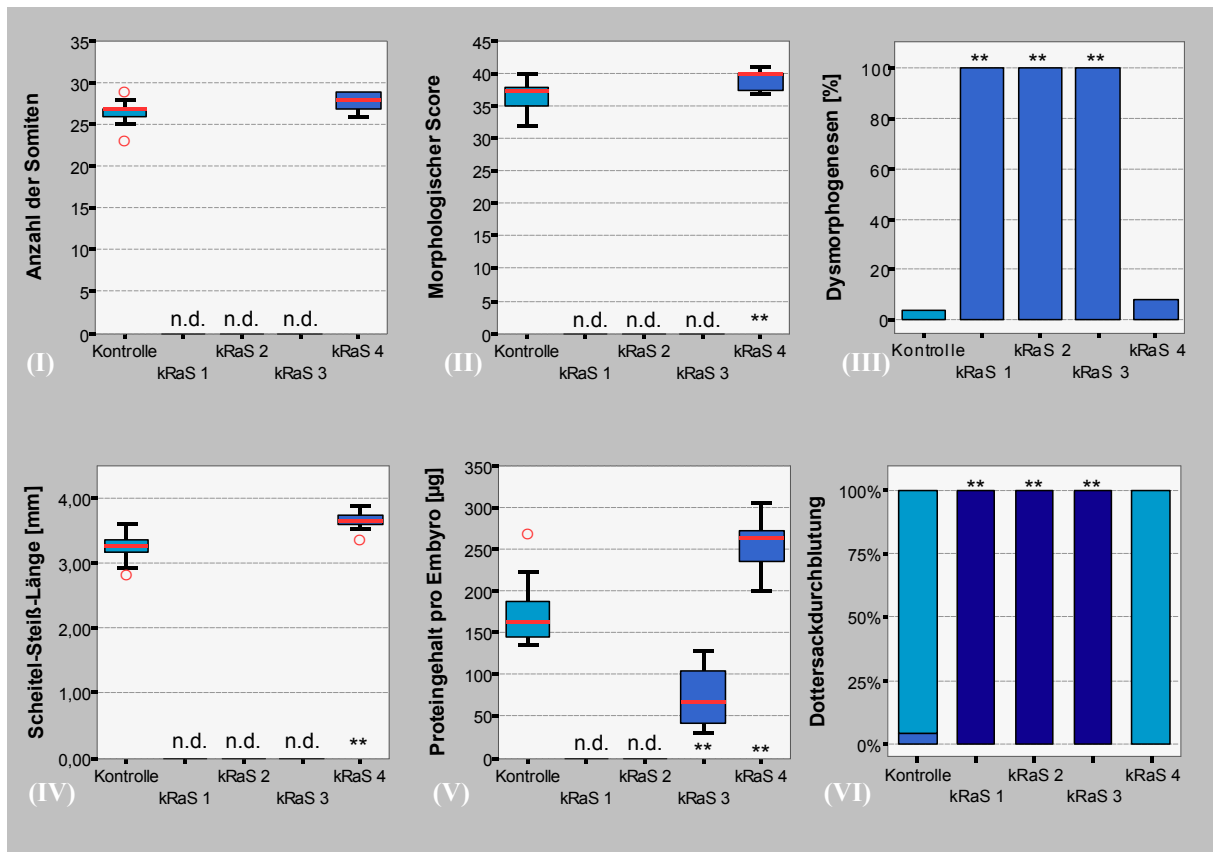 Anzahl der Somiten
35
30
25
20
15
10
5
0
n.d. n.d. n.d.
Kontrolle kRaS 2 kRaS 4
kRaS 1 kRaS 3
(I)
Morphologischer Score
45
40
35
30
25
20
15
10
5
0
n.d. n.d. n.d. **
Kontrolle kRaS 2 kRaS 4
kRaS 1 kRaS 3
(II)
Dysmorphogenesen [%]
** ** **
100
80
60
40
20
0
Kontrolle kRaS 2 kRaS 4
kRaS 1 kRaS 3
(III)
Scheitel-Steiß-Länge [mm]
4,00
3,00
2,00
1,00
0,00
n.d. n.d. n.d. **
Kontrolle kRaS 2 kRaS 4
kRaS 1 kRaS 3
(IV)
Proteingehalt pro Embyro [µg]
350
300
250
200
150
100
50
0
n.d. n.d. ** **
Kontrolle kRaS 2 kRaS 4
kRaS 1 kRaS 3
(V)
Dottersackdurchblutung
** ** **
100%
75%
50%
25%
0%
Kontrolle kRaS 2 kRaS 4
kRaS 1 kRaS 3
(VI)